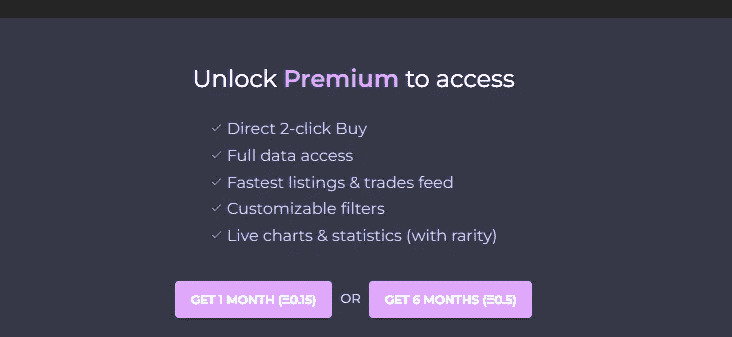 Unlock Premium to access
✓ Direct 2-click Buy
✓ Full data access
✓ Fastest listings & trades feed
✓ Customizable filters
✓ Live charts & statistics (with rarity)
GET 1 MONTH (Ξ0.15) OR GET 6 MONTHS (Ξ0.5)